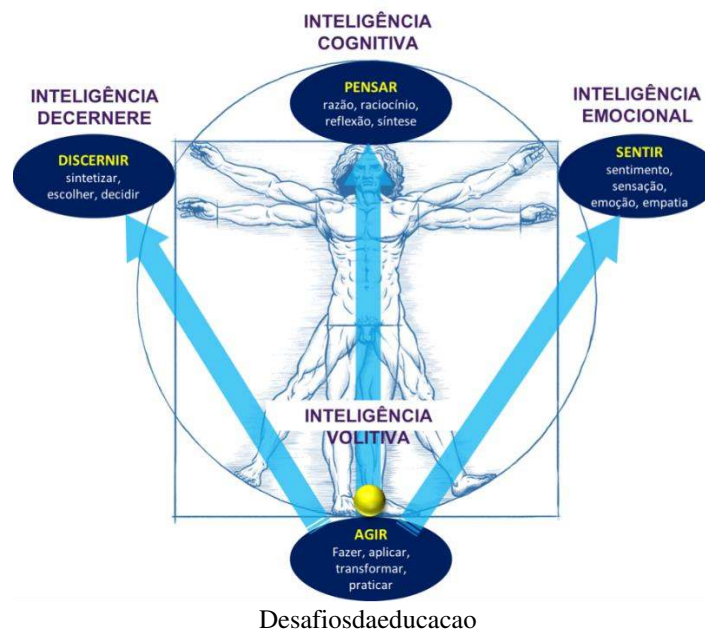 INTELIGÊNCIA
COGNITIVA
PENSAR
razão, raciocínio,
reflexão, síntese
INTELIGÊNCIA
DECERNERE
DISCERNIR
sintetizar,
escolher, decidir
INTELIGÊNCIA
EMOCIONAL
SENTIR
sentimento,
sensação,
emoção, empatia
INTELIGÊNCIA
VOLITIVA
AGIR
Fazer, aplicar,
transformar,
praticar
Desafiosdaeducacao